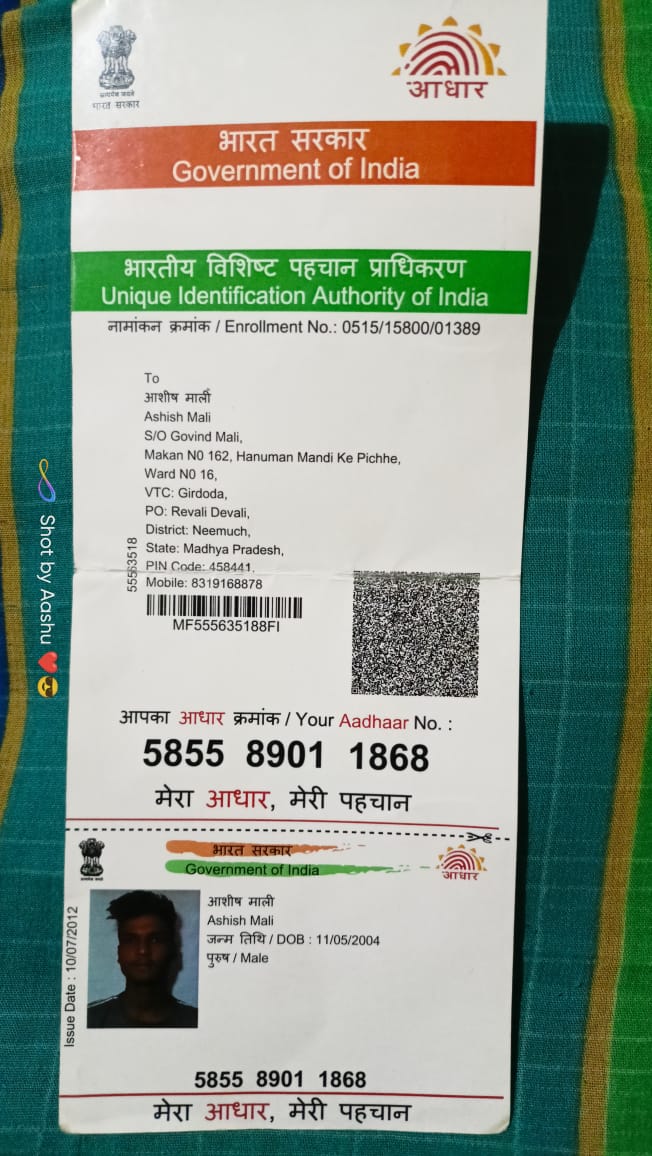 सत्यमेव जयते
भारत सरकार
आधार
भारत सरकार
Government of India
भारतीय विशिष्ट पहचान प्राधिकरण
Unique Identification Authority of India
नामांकन क्रमांक / Enrollment No.: 0515/15800/01389
To
आशीष माली
Ashish Mali
S/O Govind Mali,
Makan N0 162, Hanuman Mandi Ke Pichhe,
Ward N0 16,
VTC: Girdoda,
PO: Revali Devali,
District: Neemuch,
State: Madhya Pradesh,
PIN Code: 458441,
Mobile: 8319168878
55563518
MF555635188FI
Shot by Aashu ❤️😎
आपका आधार क्रमांक / Your Aadhaar No. :
5855 8901 1868
मेरा आधार, मेरी पहचान
भारत सरकार
Government of India
आधार
आशीष माली
Ashish Mali
जन्म तिथि / DOB : 11/05/2004
पुरुष / Male
Issue Date : 10/07/2012
5855 8901 1868
मेरा आधार, मेरी पहचान